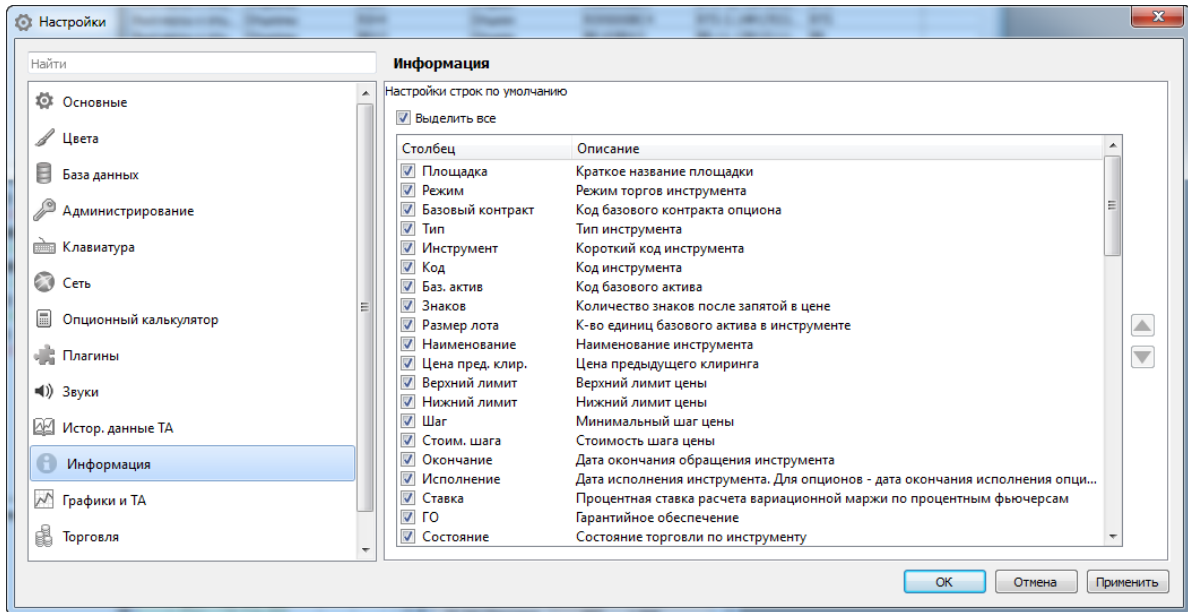 Настройки
Найти
Основные
Цвета
База данных
Администрирование
Клавиатура
Сеть
Опционный калькулятор
Плагины
Звуки
Истор. данные ТА
Информация
Графики и ТА
Торговля
Информация
Настройки строк по умолчанию
Выделить все
Столбец Описание
Площадка Краткое название площадки
Режим Режим торгов инструмента
Базовый контракт Код базового контракта опциона
Тип Тип инструмента
Инструмент Короткий код инструмента
Код Код инструмента
Баз. актив Код базового актива
Знаков Количество знаков после запятой в цене
Размер лота К-во единиц базового актива в инструменте
Наименование Наименование инструмента
Цена пред. клир. Цена предыдущего клиринга
Верхний лимит Верхний лимит цены
Нижний лимит Нижний лимит цены
Шаг Минимальный шаг цены
Стоим. шага Стоимость шага цены
Окончание Дата окончания обращения инструмента
Исполнение Дата исполнения инструмента. Для опционов - дата окончания исполнения опци...
Ставка Процентная ставка расчета вариационной маржи по процентным фьючерсам
ГО Гарантийное обеспечение
Состояние Состояние торговли по инструменту
OK Отмена Применить